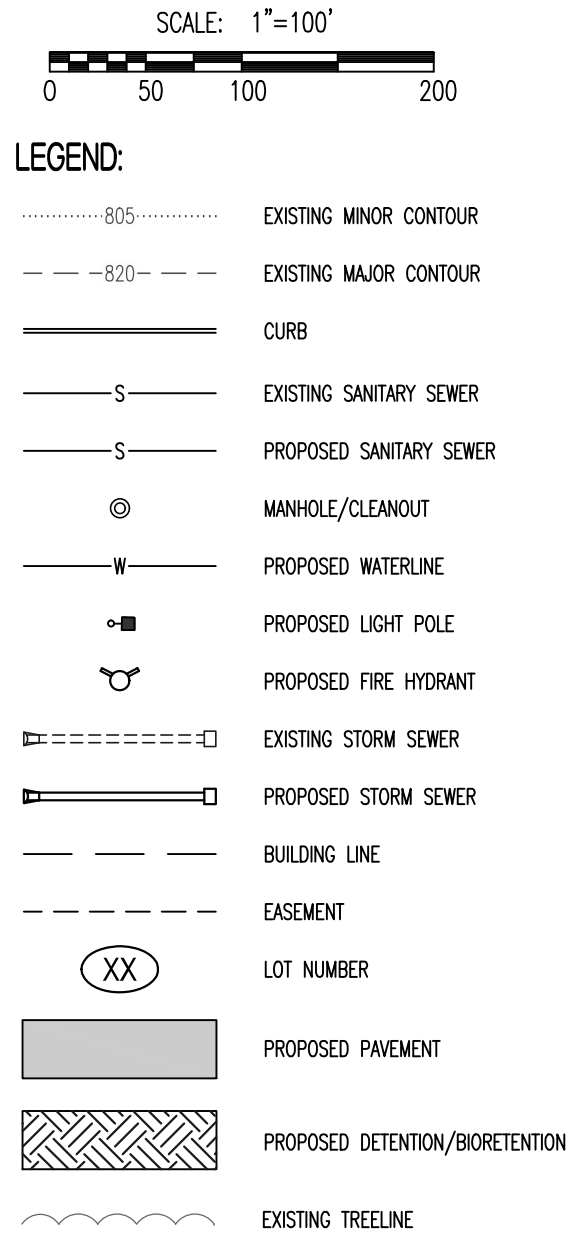 SCALE: 1"=100'
0 50 100 200
LEGEND:
805 EXISTING MINOR CONTOUR
820 EXISTING MAJOR CONTOUR
CURB
S EXISTING SANITARY SEWER
S PROPOSED SANITARY SEWER
MANHOLE/CLEANOUT
W PROPOSED WATERLINE
PROPOSED LIGHT POLE
PROPOSED FIRE HYDRANT
EXISTING STORM SEWER
PROPOSED STORM SEWER
BUILDING LINE
EASEMENT
XX LOT NUMBER
PROPOSED PAVEMENT
PROPOSED DETENTION/BIORETENTION
EXISTING TREELINE